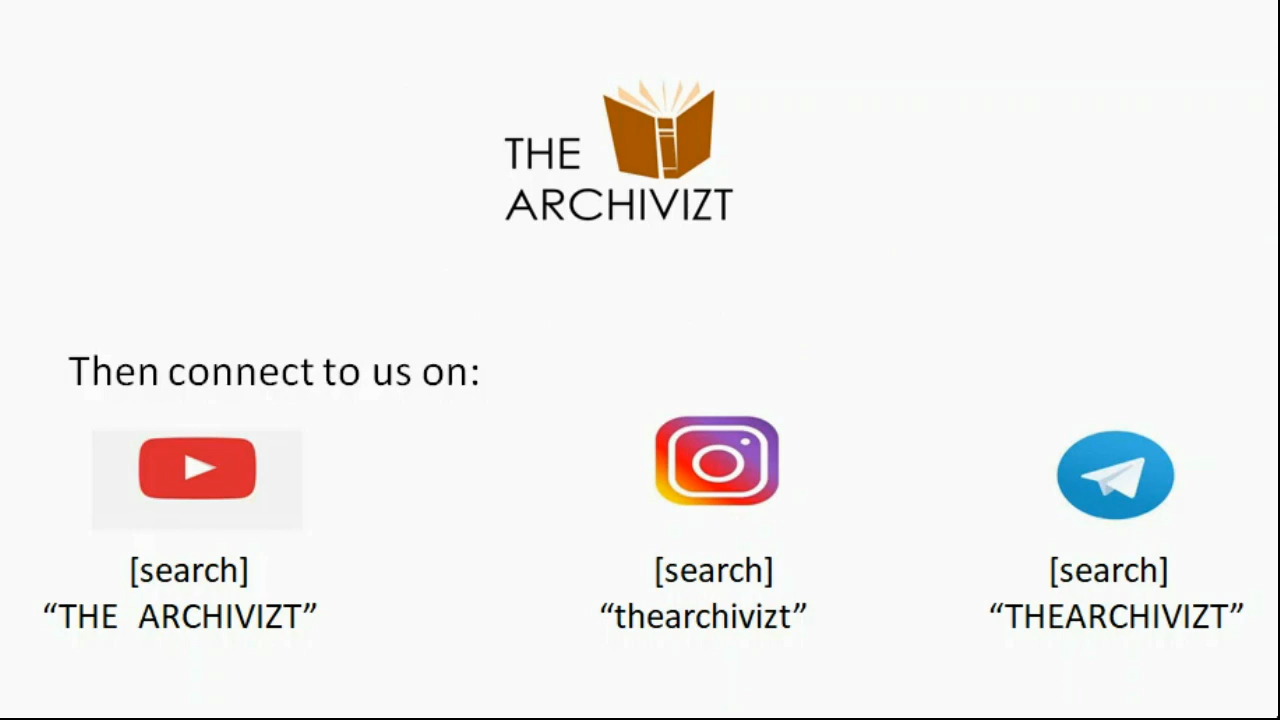 THE
ARCHIVIZT
Then connect to us on:
[search]
“THE ARCHIVIZT”
[search]
“thearchivizt”
[search]
“THEARCHIVIZT”